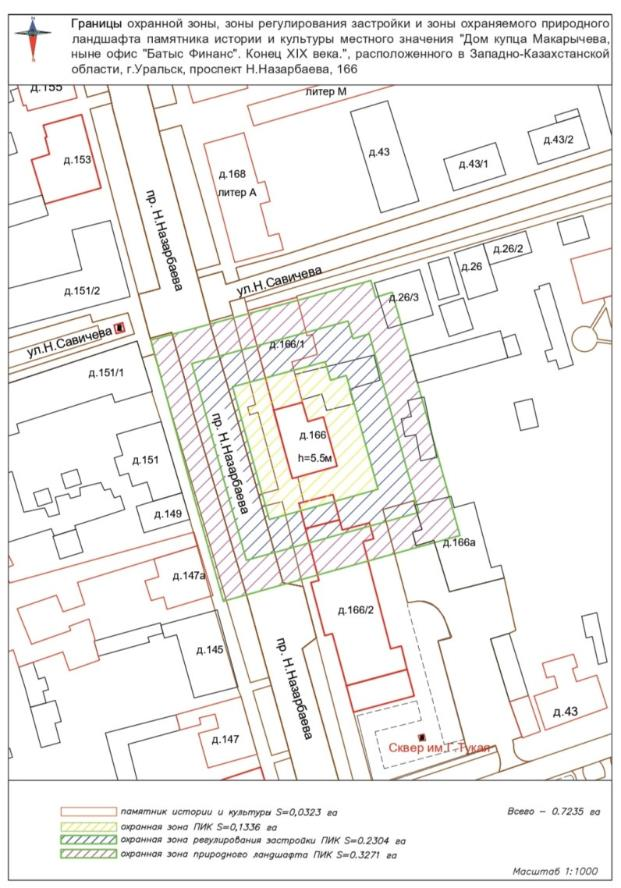 Границы охранной зоны, зоны регулирования застройки и зоны охраняемого природного
ландшафта памятника истории и культуры местного значения "Дом купца Макарычева,
ныне офис "Батыс Финанс". Конец XIX века.", расположенного в Западно-Казахстанской
области, г.Уральск, проспект Н.Назарбаева, 166
д.155
литер М
д.153
д.168
литер А
д.43
д.43/1
д.43/2
пр. Н.Назарбаева
д.151/2
ул.Н.Савичева
д.26/2
д.26
д.26/3
ул.Н.Савичева
д.166/1
д.151/1
пр. Н.Назарбаева
д.166
h=5.5м
д.151
д.149
д.166а
д.147а
д.166/2
д.145
пр. Н.Назарбаева
д.147
д.43
Сквер им.Г.Тукая
памятник истории и культуры S=0,0323 га
Всего - 0.7235 га
охранная зона ПИК S=0,1336 га
охранная зона регулирования застройки ПИК S=0.2304 га
охранная зона природного ландшафта ПИК S=0.3271 га
Масштаб 1:1000